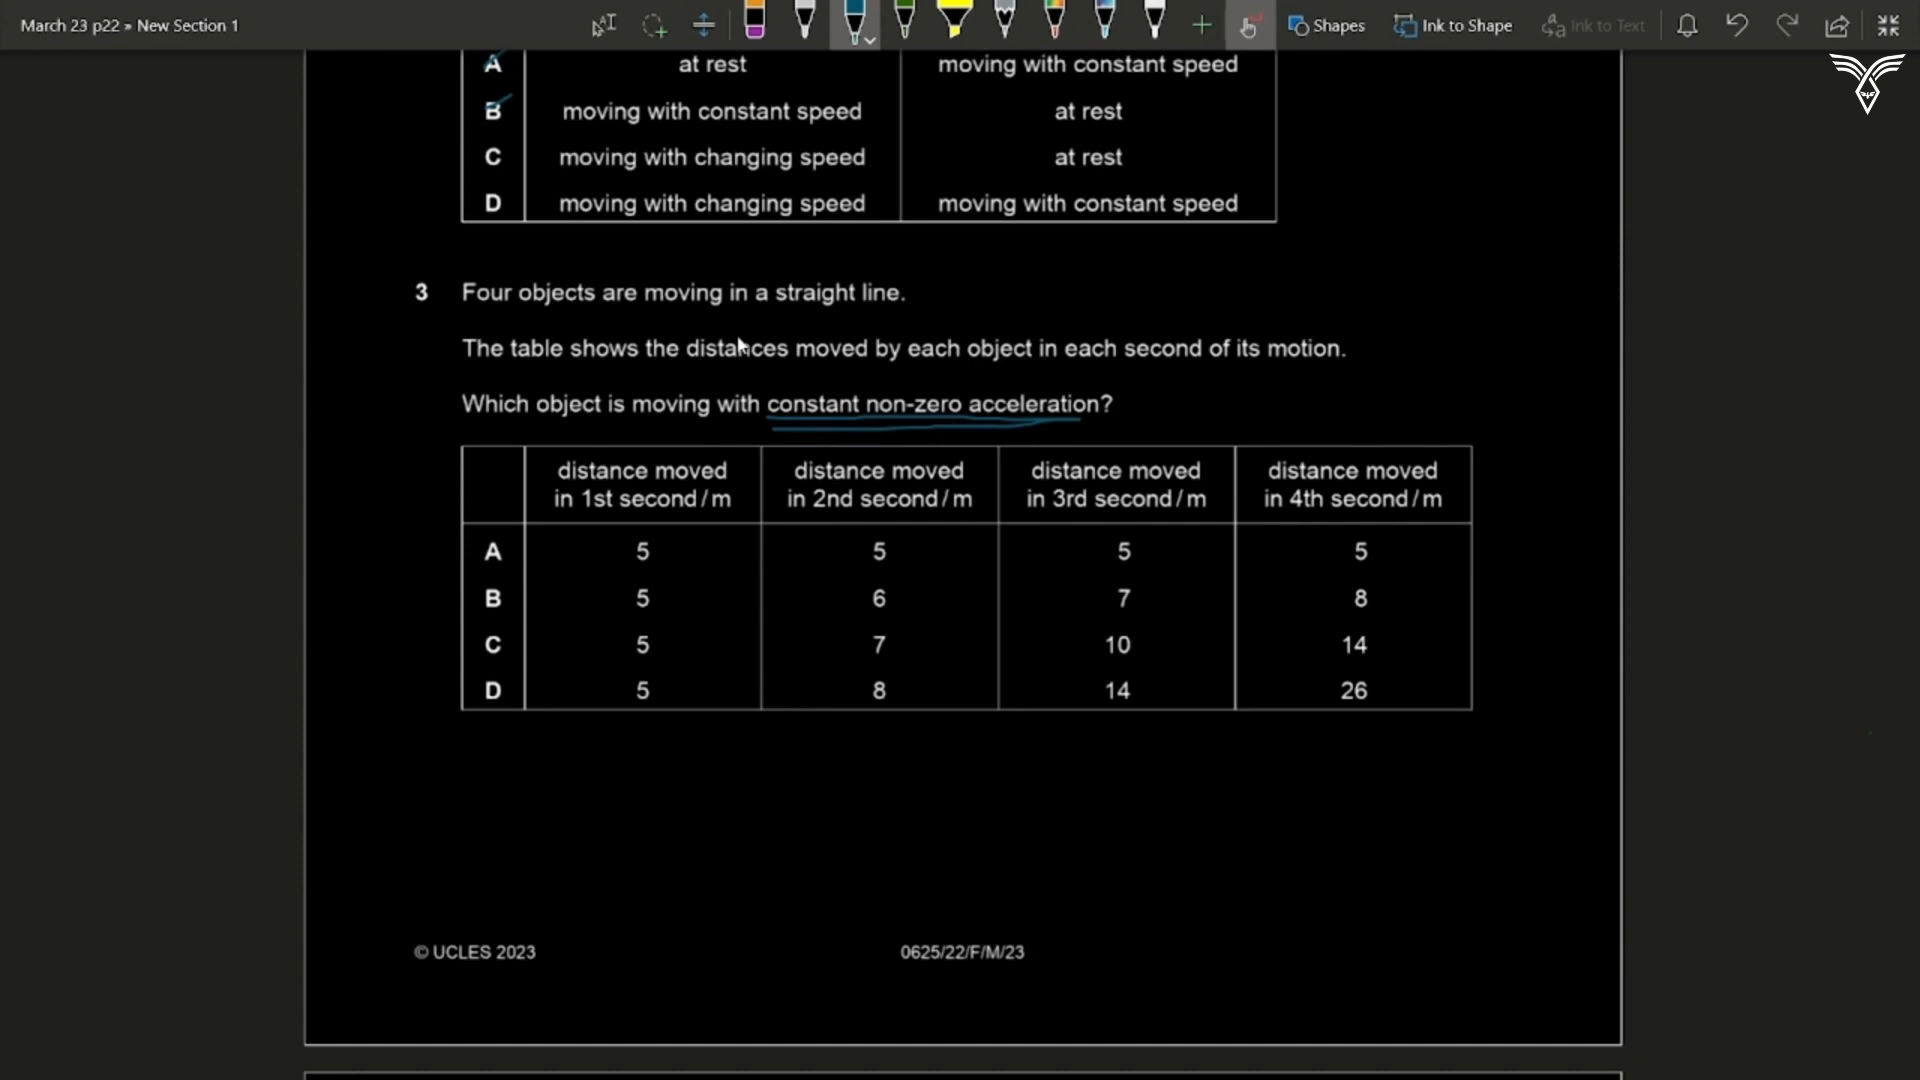 March 23 p22 » New Section 1
Shapes
Ink to Shape
Ink to Text
A at rest moving with constant speed
B moving with constant speed at rest
C moving with changing speed at rest
D moving with changing speed moving with constant speed
3 Four objects are moving in a straight line.
The table shows the distances moved by each object in each second of its motion.
Which object is moving with constant non-zero acceleration?
distance moved in 1st second / m distance moved in 2nd second / m distance moved in 3rd second / m distance moved in 4th second / m
A 5 5 5 5
B 5 6 7 8
C 5 7 10 14
D 5 8 14 26
© UCLES 2023 0625/22/F/M/23